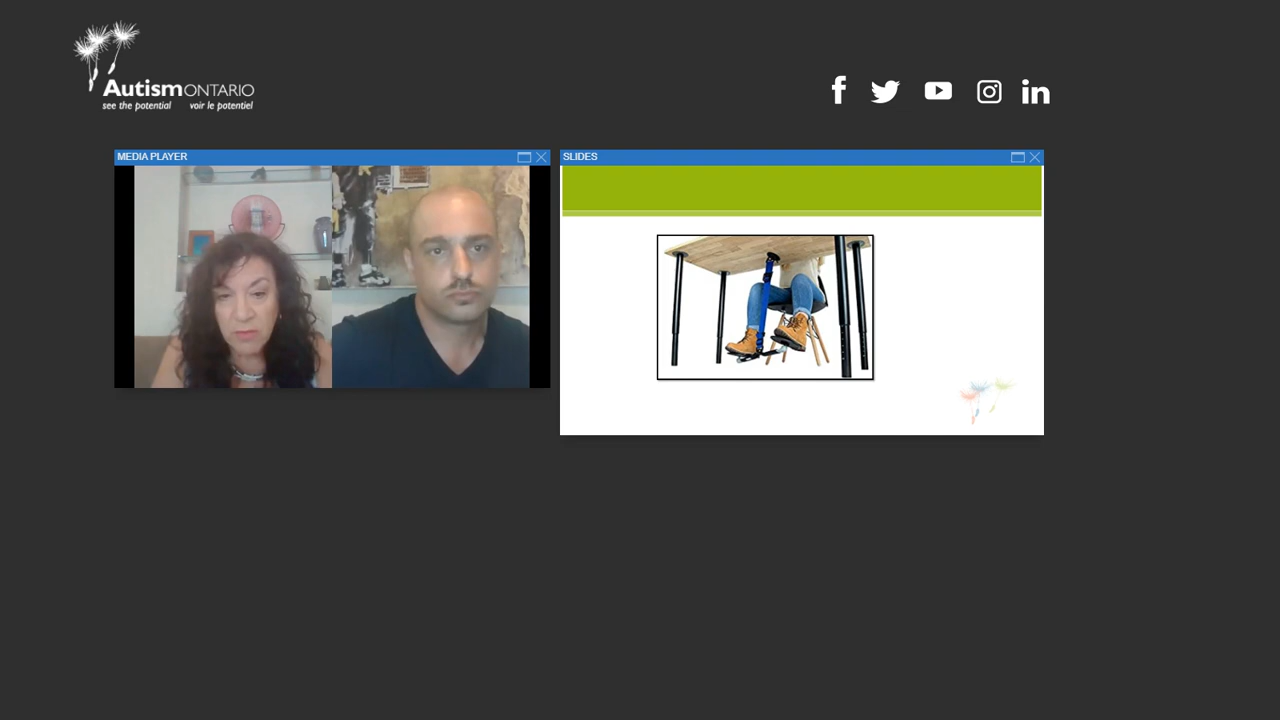 Autism ONTARIO
see the potential voir le potentiel
MEDIA PLAYER
SLIDES